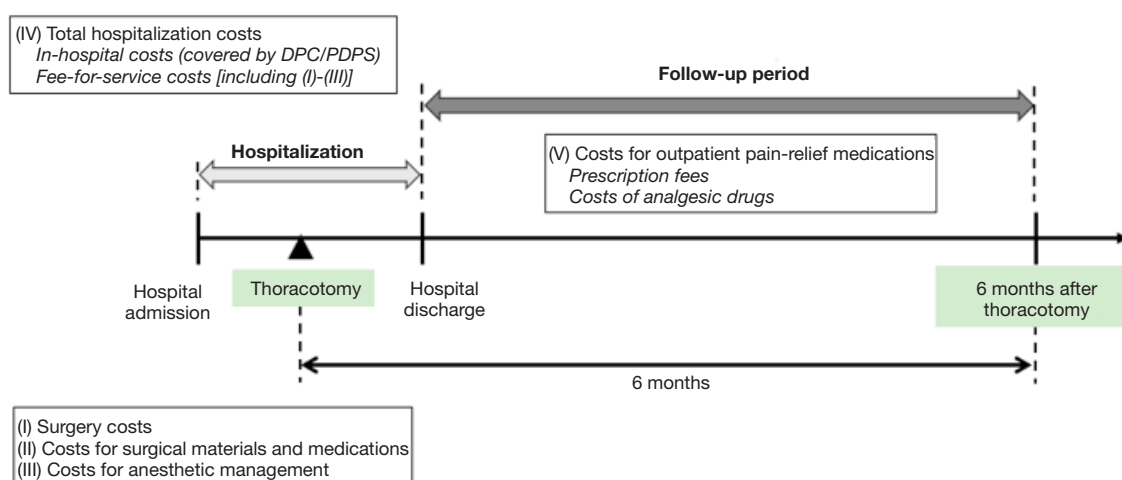 (IV) Total hospitalization costs
In-hospital costs (covered by DPC/PDPS)
Fee-for-service costs [including (I)-(III)]
Follow-up period
Hospitalization
(V) Costs for outpatient pain-relief medications
Prescription fees
Costs of analgesic drugs
Hospital
admission
Thoracotomy
Hospital
discharge
6 months after
thoracotomy
6 months
(I) Surgery costs
(II) Costs for surgical materials and medications
(III) Costs for anesthetic management